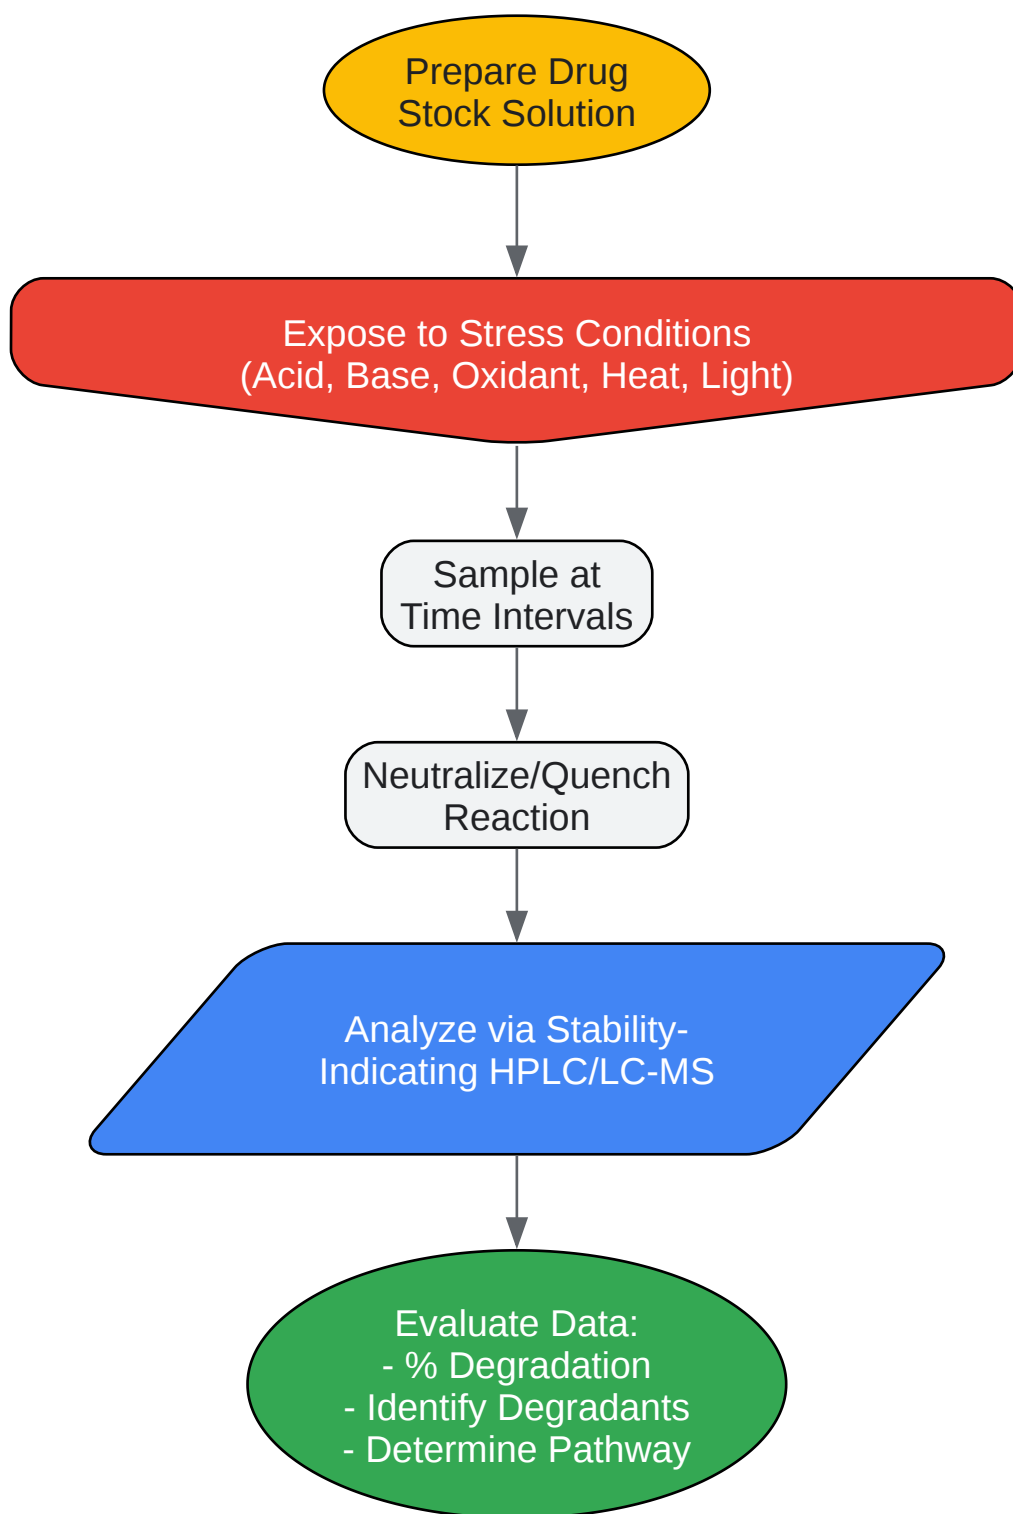 Prepare Drug
Stock Solution
Expose to Stress Conditions
(Acid, Base, Oxidant, Heat, Light)
Sample at
Time Intervals
Neutralize/Quench
Reaction
Analyze via Stability-
Indicating HPLC/LC-MS
Evaluate Data:
- % Degradation
- Identify Degradants
- Determine Pathway